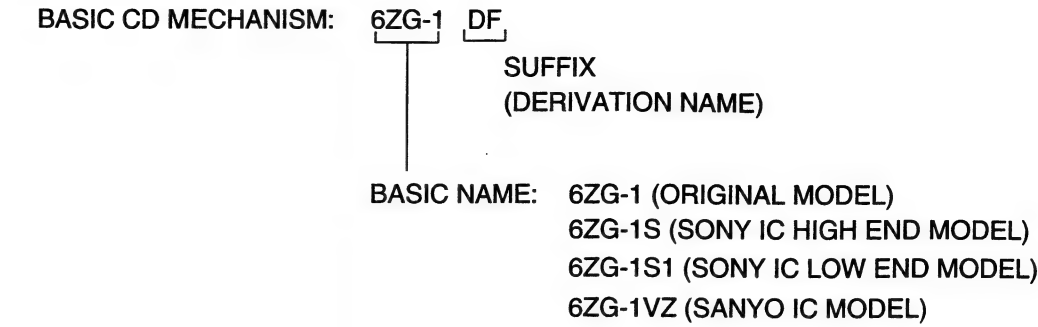 BASIC CD MECHANISM: 6ZG-1 DF
SUFFIX
(DERIVATION NAME)
BASIC NAME: 6ZG-1 (ORIGINAL MODEL)
6ZG-1S (SONY IC HIGH END MODEL)
6ZG-1S1 (SONY IC LOW END MODEL)
6ZG-1VZ (SANYO IC MODEL)